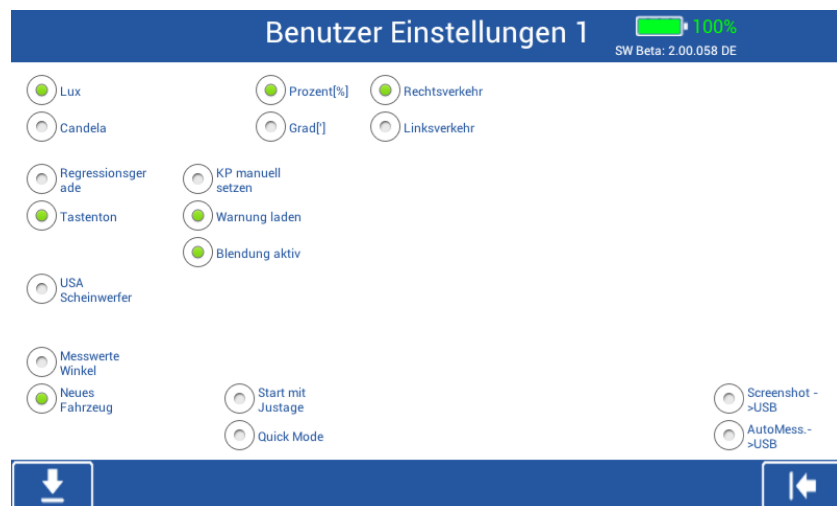 Benutzer Einstellungen 1
100%
SW Beta: 2.00.058 DE
Lux
Prozent[%]
Rechtsverkehr
Candela
Grad[']
Linksverkehr
Regressionsger
ade
KP manuell
setzen
Tastenton
Warnung laden
Blendung aktiv
USA
Scheinwerfer
Messwerte
Winkel
Neues
Fahrzeug
Start mit
Justage
Screenshot -
>USB
Quick Mode
AutoMess.-
>USB